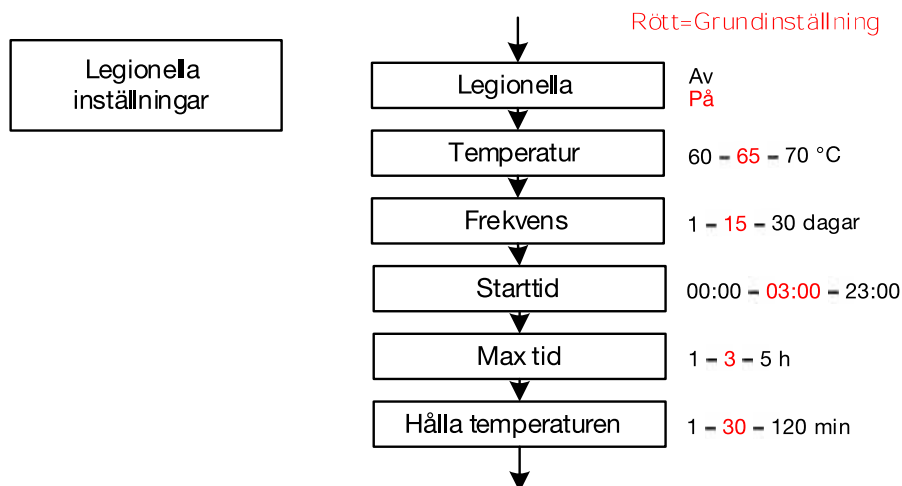 Rött=Grundinställning
Legionella
inställningar
Legionella
Av
På
Temperatur
60 – 65 – 70 °C
Frekvens
1 – 15 – 30 dagar
Starttid
00:00 – 03:00 – 23:00
Max tid
1 – 3 – 5 h
Hålla temperaturen
1 – 30 – 120 min